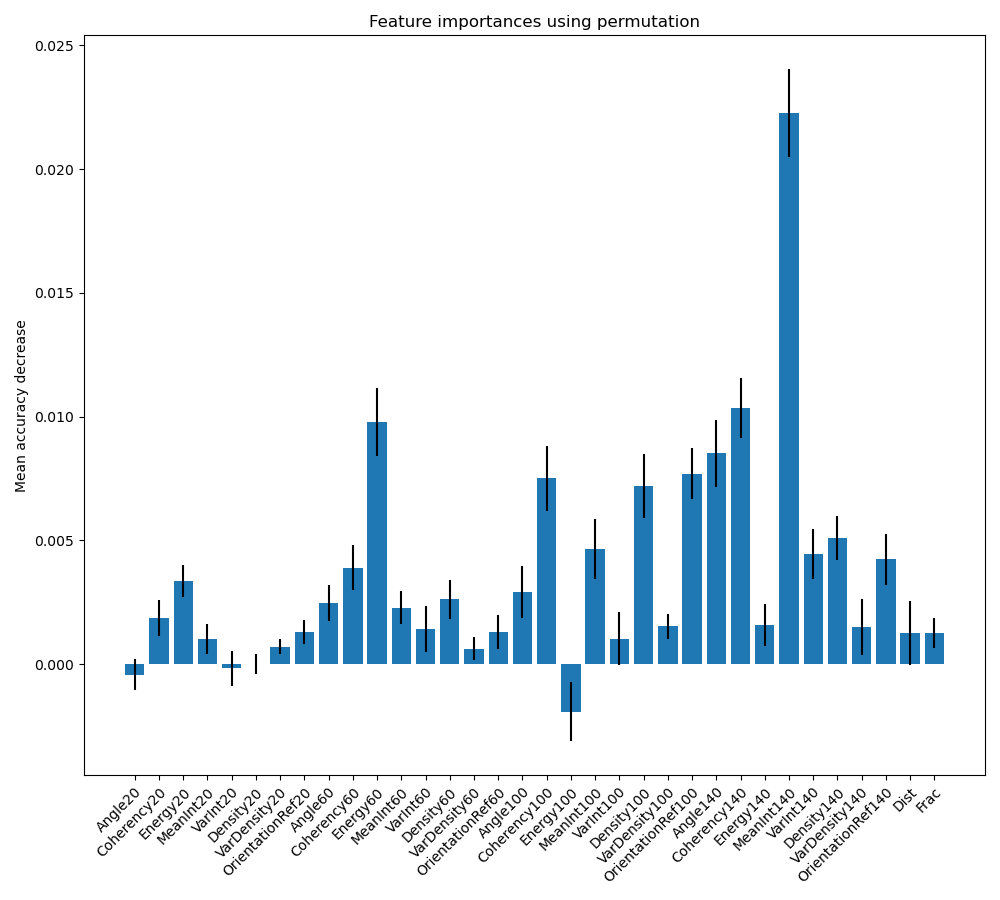 Feature importances using permutation
Mean accuracy decrease
0.025
0.020
0.015
0.010
0.005
0.000
Angle20
Coherency20
Energy20
MeanInt20
VarInt20
Density20
VarDensity20
OrientationRef20
Angle60
Coherency60
Energy60
MeanInt60
VarInt60
Density60
VarDensity60
OrientationRef60
Angle100
Coherency100
Energy100
MeanInt100
VarInt100
Density100
VarDensity100
OrientationRef100
Angle140
Coherency140
Energy140
MeanInt140
VarInt140
Density140
VarDensity140
OrientationRef140
Dist
Frac